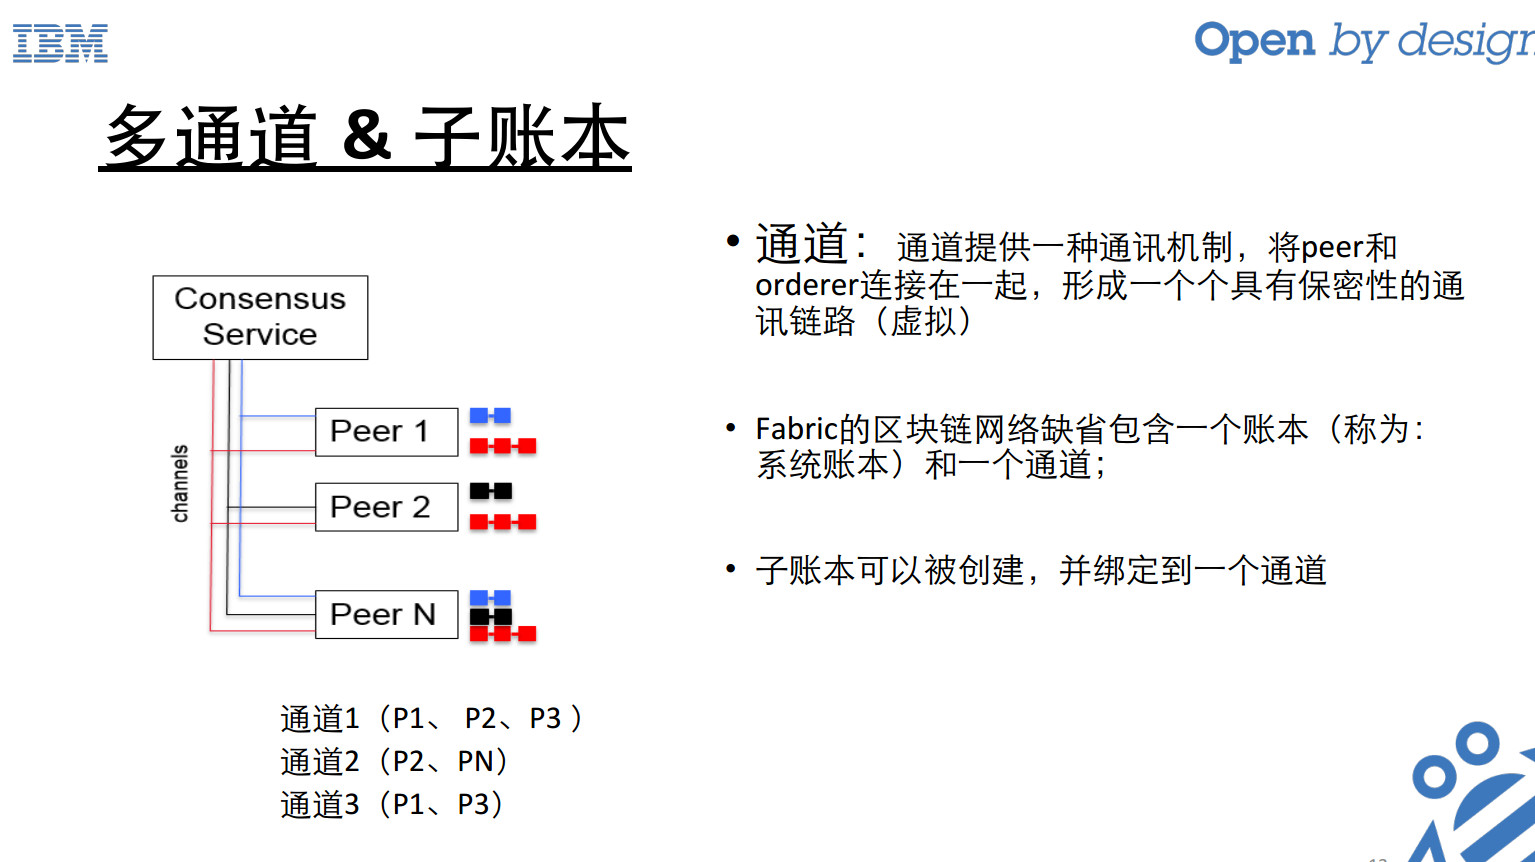 IBM
Open by design
多通道 & 子账本
Consensus
Service
channels
Peer 1
Peer 2
Peer N
通道1（P1、 P2、P3 ）
通道2（P2、PN）
通道3（P1、P3）
• 通道： 通道提供一种通讯机制，将peer和
orderer连接在一起，形成一个个具有保密性的通
讯链路（虚拟）
• Fabric的区块链网络缺省包含一个账本（称为：
系统账本）和一个通道；
• 子账本可以被创建，并绑定到一个通道